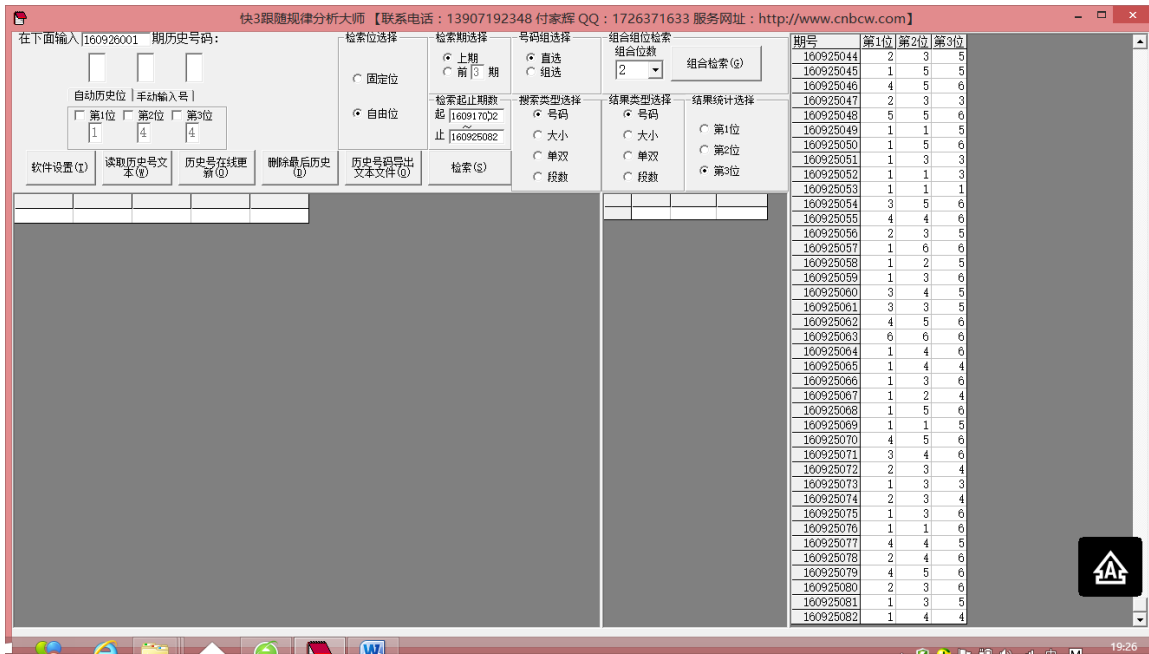 快3跟随规律分析大师 【联系电话：13907192348 付家辉 QQ：1726371633 服务网址：http://www.cnbcw.com】
在下面输入 160926001 期历史号码:
自动历史位 手动输入号
第1位 第2位 第3位
1 4 4
软件设置(T) 读取历史号文本(W) 历史号在线更新(O) 删除最后历史(D) 历史号码导出文本文件(O)
检索位选择
固定位
自由位
检索期选择
上期
前 3 期
检索起止期数
起 160917002
~
止 160925082
检索(S)
号码组选择
直选
组选
搜索类型选择
号码
大小
单双
段数
组合组位检索
组合位数
2 组合检索(G)
结果类型选择
号码
大小
单双
段数
结果统计选择
第1位
第2位
第3位
期号 第1位 第2位 第3位
160925044 2 3 5
160925045 1 5 5
160925046 4 5 6
160925047 2 3 3
160925048 5 5 6
160925049 1 1 5
160925050 1 5 6
160925051 1 3 3
160925052 1 1 3
160925053 1 1 1
160925054 3 5 6
160925055 4 4 6
160925056 2 3 5
160925057 1 6 6
160925058 1 2 5
160925059 1 3 6
160925060 3 4 5
160925061 3 3 5
160925062 4 5 6
160925063 6 6 6
160925064 1 4 6
160925065 1 4 4
160925066 1 3 6
160925067 1 2 4
160925068 1 5 6
160925069 1 1 5
160925070 4 5 6
160925071 3 4 6
160925072 2 3 4
160925073 1 3 3
160925074 2 3 4
160925075 1 3 6
160925076 1 1 6
160925077 4 4 5
160925078 2 4 6
160925079 4 5 6
160925080 2 3 6
160925081 1 3 5
160925082 1 4 4
A
W
中 M 19:26